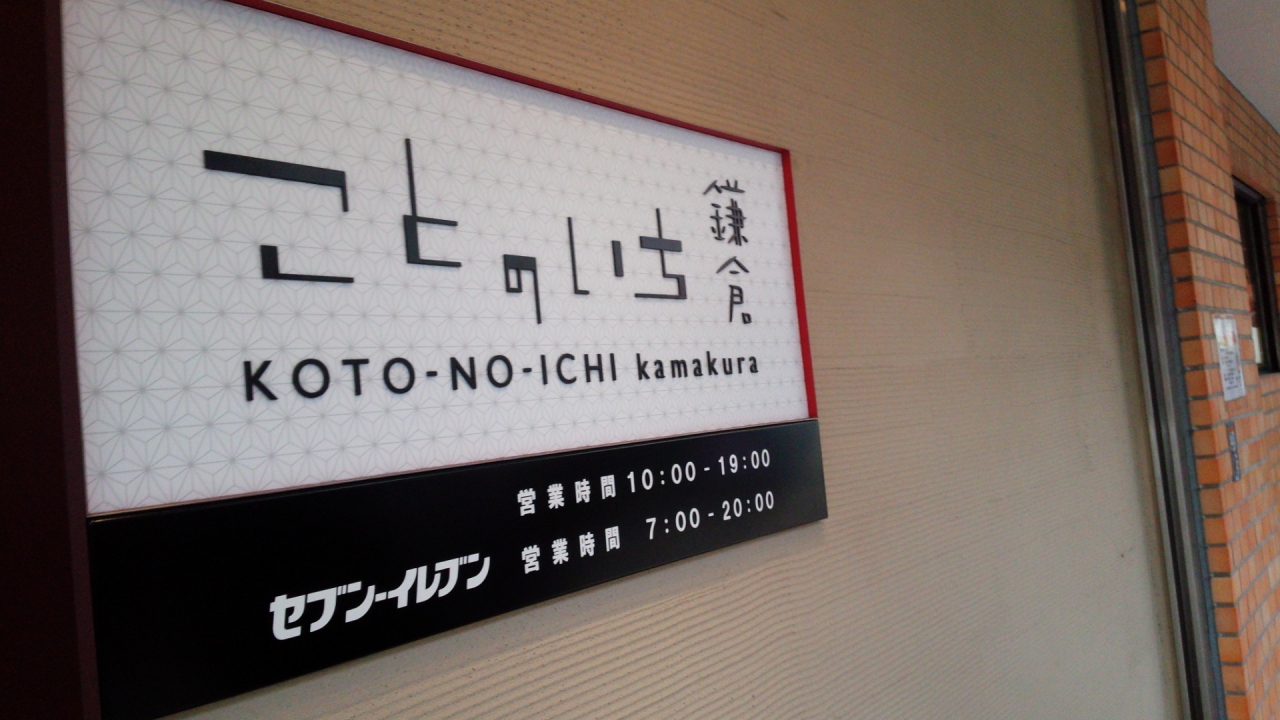 ことのいち 鎌倉
KOTO-NO-ICHI kamakura
営業時間 10:00-19:00
セブン-イレブン 営業時間 7:00-20:00